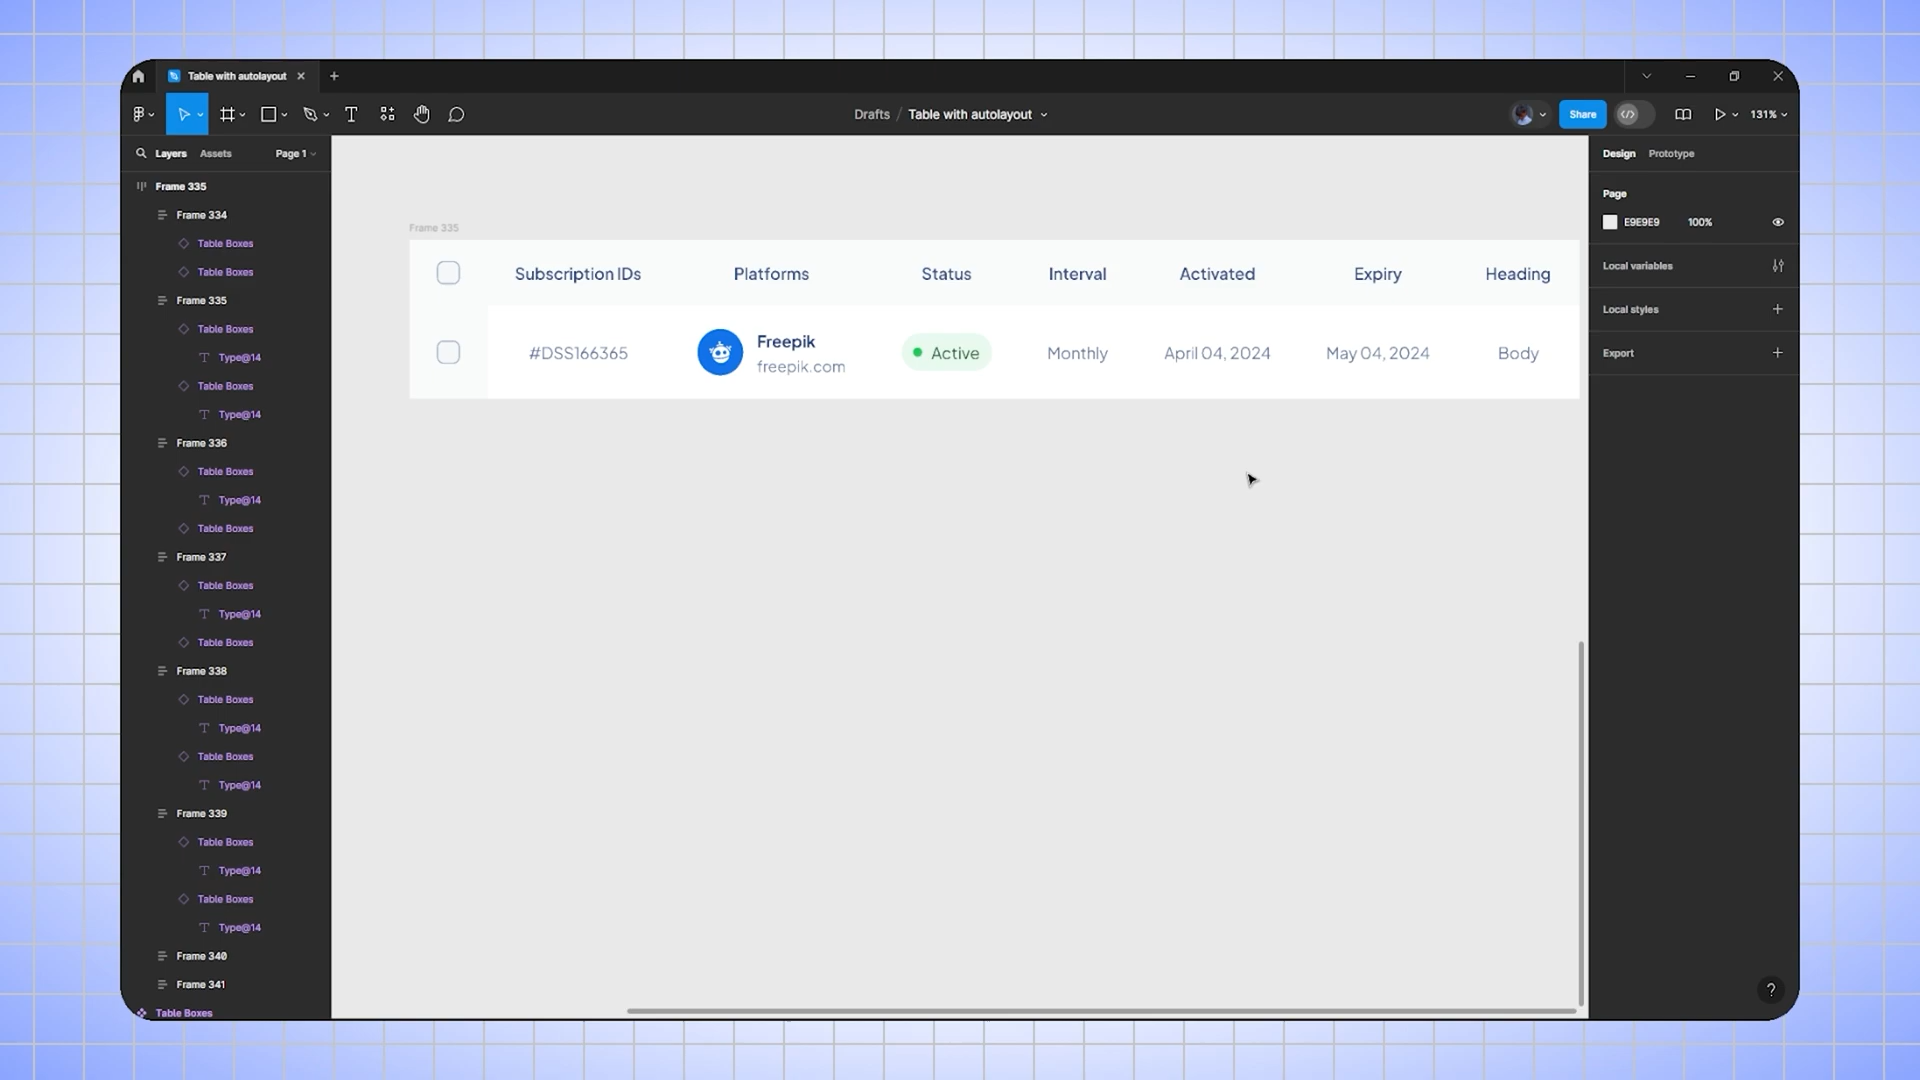 Table with autolayout
Drafts / Table with autolayout
Share
131%
Layers Assets Page 1
Frame 335
Frame 334
Table Boxes
Table Boxes
Frame 335
Table Boxes
Type@14
Table Boxes
Type@14
Frame 336
Table Boxes
Type@14
Table Boxes
Frame 337
Table Boxes
Type@14
Table Boxes
Frame 338
Table Boxes
Type@14
Table Boxes
Type@14
Frame 339
Table Boxes
Type@14
Table Boxes
Type@14
Frame 340
Frame 341
Table Boxes
Frame 335
Subscription IDs Platforms Status Interval Activated Expiry Heading
#DSS166365 Freepik Active Monthly April 04, 2024 May 04, 2024 Body
freepik.com
Design Prototype
Page
E9E9E9 100%
Local variables
Local styles
Export
?